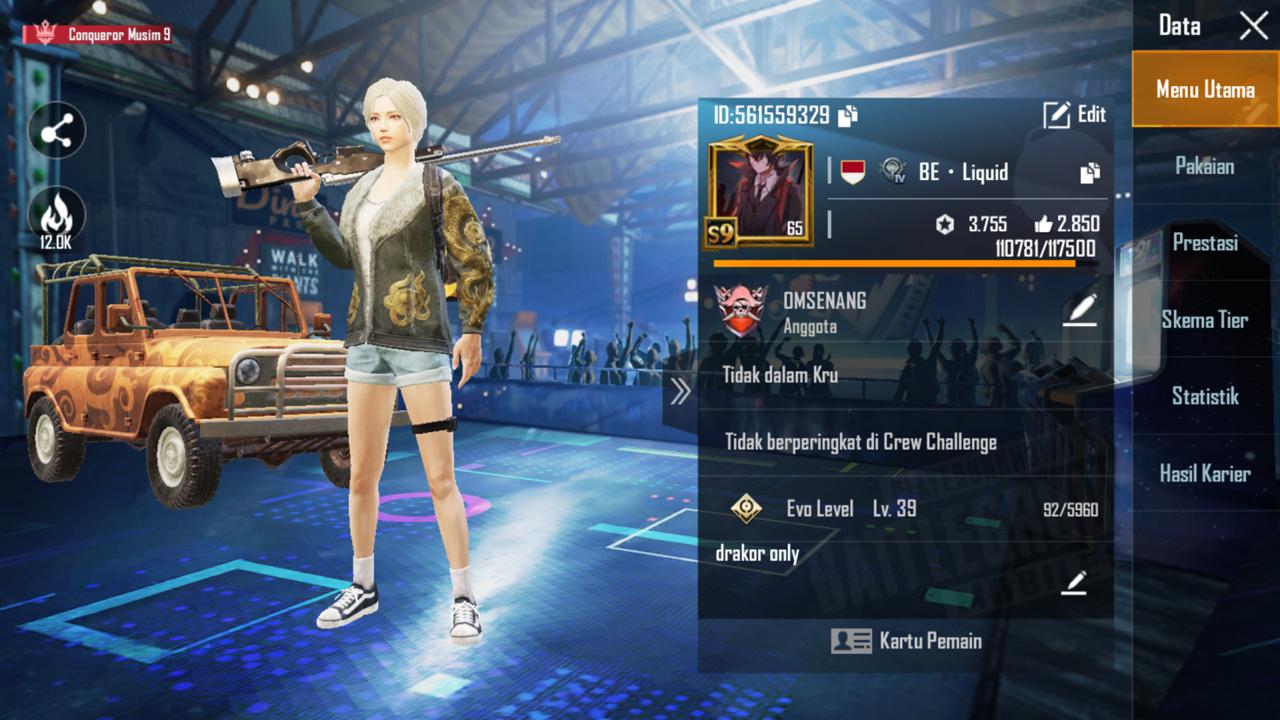 Conqueror Musim 9
12.0K
WALK
ID:561559329
Edit
BE • Liquid
S9
65
3.755
2.850
110781/117500
OMSENANG
Anggota
Tidak dalam Kru
Tidak berperingkat di Crew Challenge
Evo Level Lv. 39
92/5960
drakor only
Kartu Pemain
Data
Menu Utama
Pakaian
Prestasi
Skema Tier
Statistik
Hasil Karier